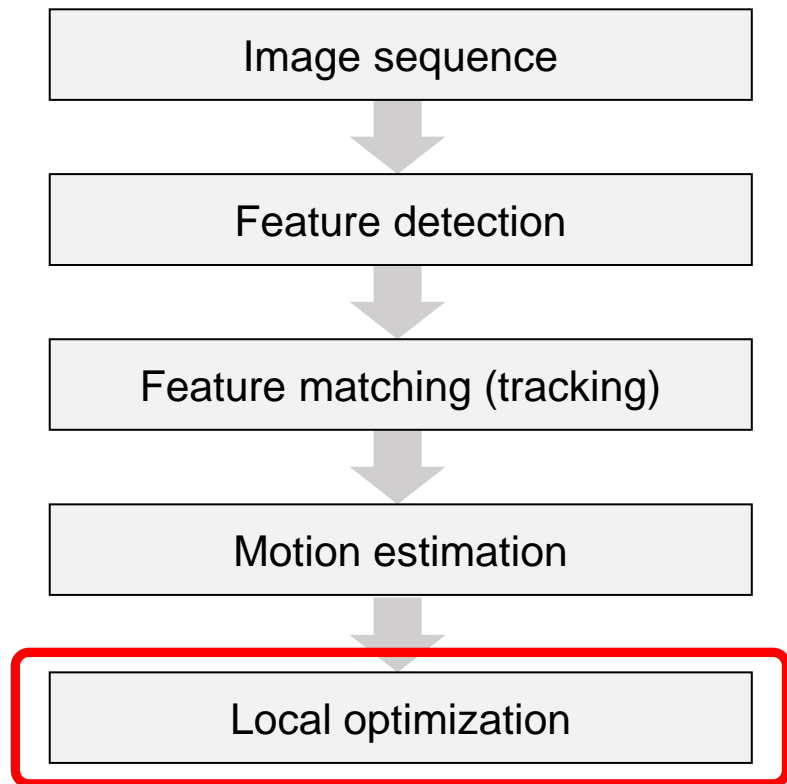 Image sequence
Feature detection
Feature matching (tracking)
Motion estimation
Local optimization